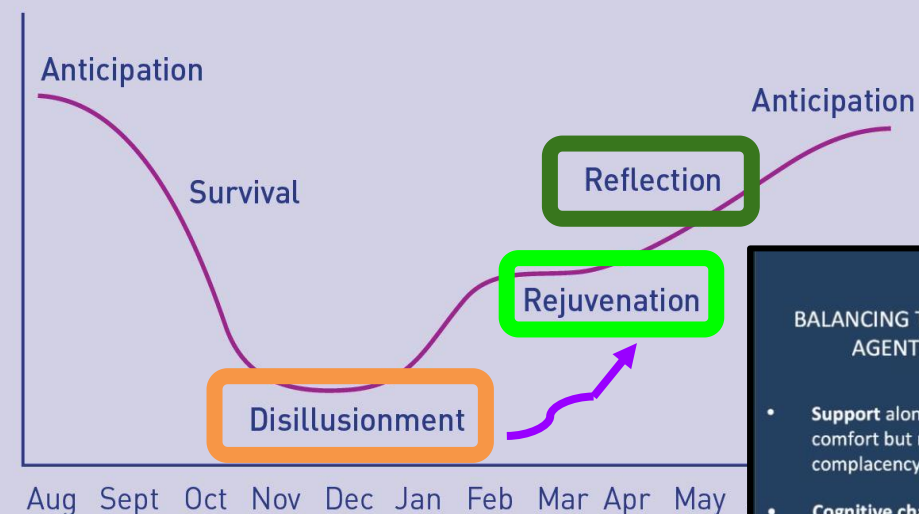 Anticipation
Anticipation
Survival
Reflection
Rejuvenation
Disillusionment
Aug Sept Oct Nov Dec Jan Feb Mar Apr May
BALANCING
AGENT
Support
comfort but
complacency
Cognitive